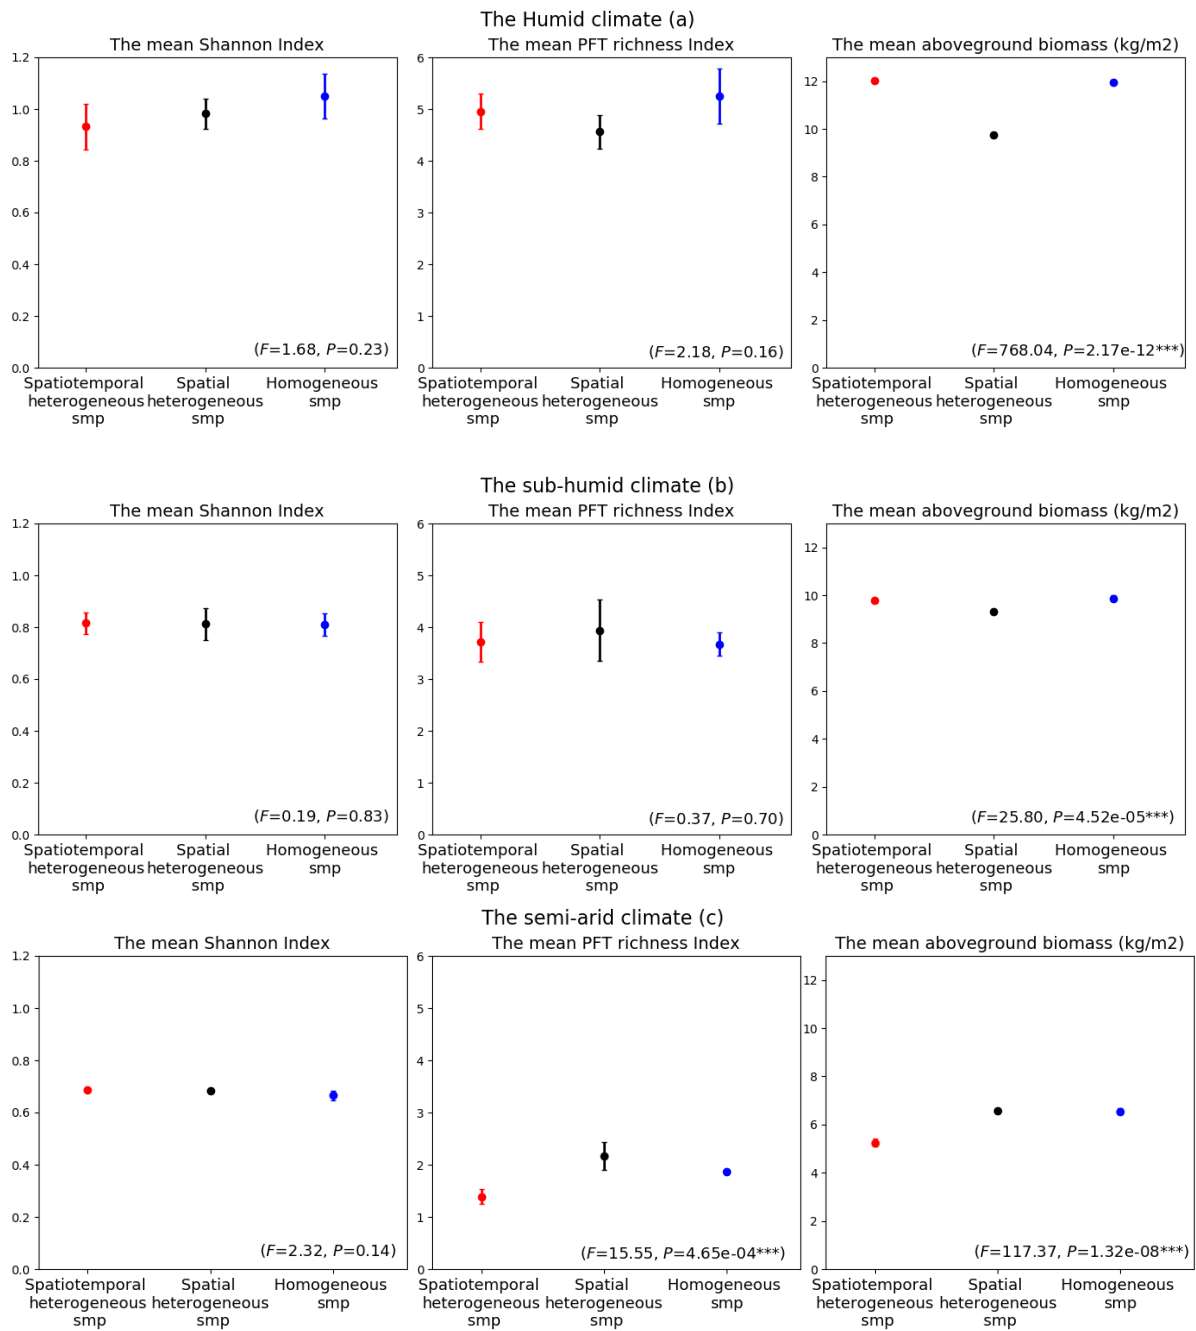 The Humid climate (a)
The mean Shannon Index
1.2
1.0
0.8
0.6
0.4
0.2
0.0
(F=1.68, P=0.23)
Spatiotemporal
heterogeneous
smp
Spatial
heterogeneous
smp
Homogeneous
smp
The mean PFT richness Index
6
5
4
3
2
1
0
(F=2.18, P=0.16)
Spatiotemporal
heterogeneous
smp
Spatial
heterogeneous
smp
Homogeneous
smp
The mean aboveground biomass (kg/m2)
12
10
8
6
4
2
0
(F=768.04, P=2.17e-12***)
Spatiotemporal
heterogeneous
smp
Spatial
heterogeneous
smp
Homogeneous
smp
The sub-humid climate (b)
The mean Shannon Index
1.2
1.0
0.8
0.6
0.4
0.2
0.0
(F=0.19, P=0.83)
Spatiotemporal
heterogeneous
smp
Spatial
heterogeneous
smp
Homogeneous
smp
The mean PFT richness Index
6
5
4
3
2
1
0
(F=0.37, P=0.70)
Spatiotemporal
heterogeneous
smp
Spatial
heterogeneous
smp
Homogeneous
smp
The mean aboveground biomass (kg/m2)
12
10
8
6
4
2
0
(F=25.80, P=4.52e-05***)
Spatiotemporal
heterogeneous
smp
Spatial
heterogeneous
smp
Homogeneous
smp
The semi-arid climate (c)
The mean Shannon Index
1.2
1.0
0.8
0.6
0.4
0.2
0.0
(F=2.32, P=0.14)
Spatiotemporal
heterogeneous
smp
Spatial
heterogeneous
smp
Homogeneous
smp
The mean PFT richness Index
6
5
4
3
2
1
0
(F=15.55, P=4.65e-04***)
Spatiotemporal
heterogeneous
smp
Spatial
heterogeneous
smp
Homogeneous
smp
The mean aboveground biomass (kg/m2)
12
10
8
6
4
2
0
(F=117.37, P=1.32e-08***)
Spatiotemporal
heterogeneous
smp
Spatial
heterogeneous
smp
Homogeneous
smp